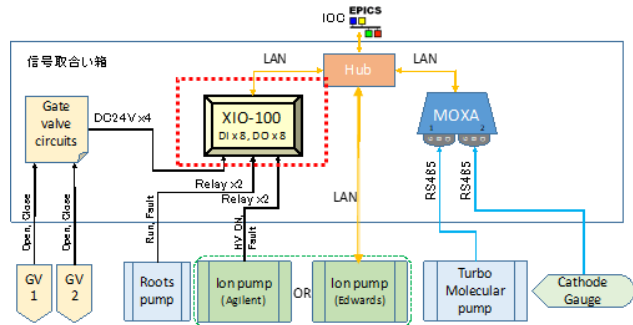 IOC EPICS
LAN
LAN
信号取合い箱
Hub
Gate
valve
circuits
DC24V x4
XIO-100
DI x 8, DO x 8
MOXA
1 2
Relay x2
Relay x2
RS485
RS485
LAN
Open, Close
Open, Close
Run, Fault
HV ON,
Fault
GV
1
GV
2
Roots
pump
Ion pump
(Agilent)
OR
Ion pump
(Edwards)
Turbo
Molecular
pump
Cathode
Gauge